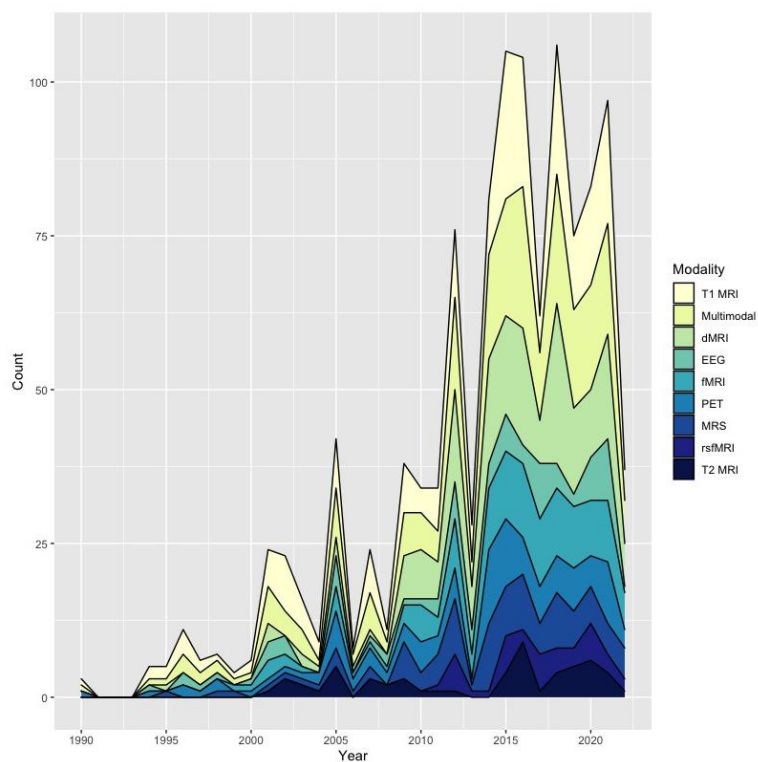 Count
100
75
50
25
0
1990
1995
2000
2005
2010
2015
2020
Year
Modality
T1 MRI
Multimodal
dMRI
EEG
fMRI
PET
MRS
rsfMRI
T2 MRI